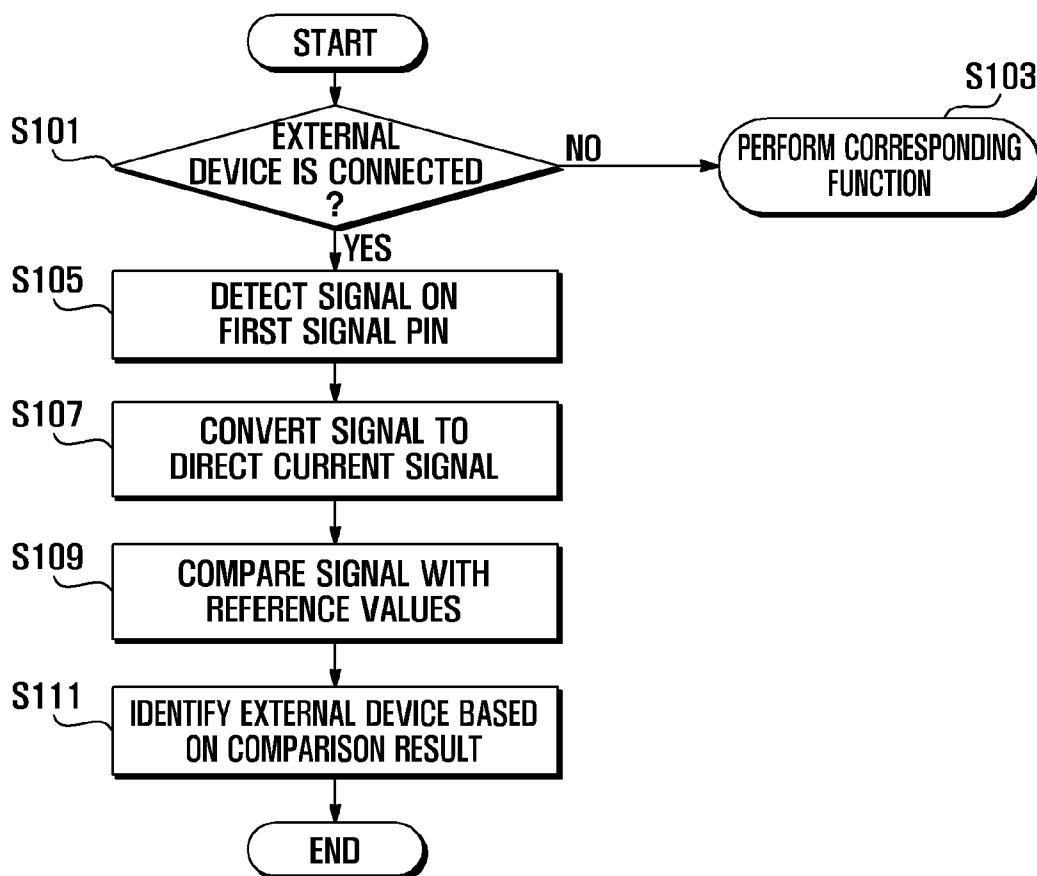 START
S101
EXTERNAL
DEVICE IS CONNECTED
?
NO
S103
PERFORM CORRESPONDING
FUNCTION
YES
S105
DETECT SIGNAL ON
FIRST SIGNAL PIN
S107
CONVERT SIGNAL TO
DIRECT CURRENT SIGNAL
S109
COMPARE SIGNAL WITH
REFERENCE VALUES
S111
IDENTIFY EXTERNAL DEVICE BASED
ON COMPARISON RESULT
END